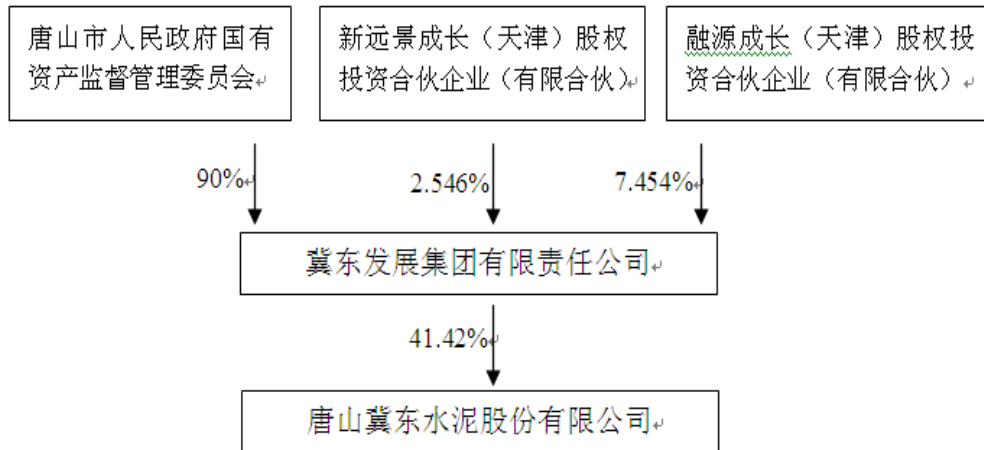 唐山市人民政府国有
资产监督管理委员会
新远景成长（天津）股权
投资合伙企业（有限合伙）
融源成长（天津）股权投
资合伙企业（有限合伙）
90%
2.546%
7.454%
冀东发展集团有限责任公司
41.42%
唐山冀东水泥股份有限公司